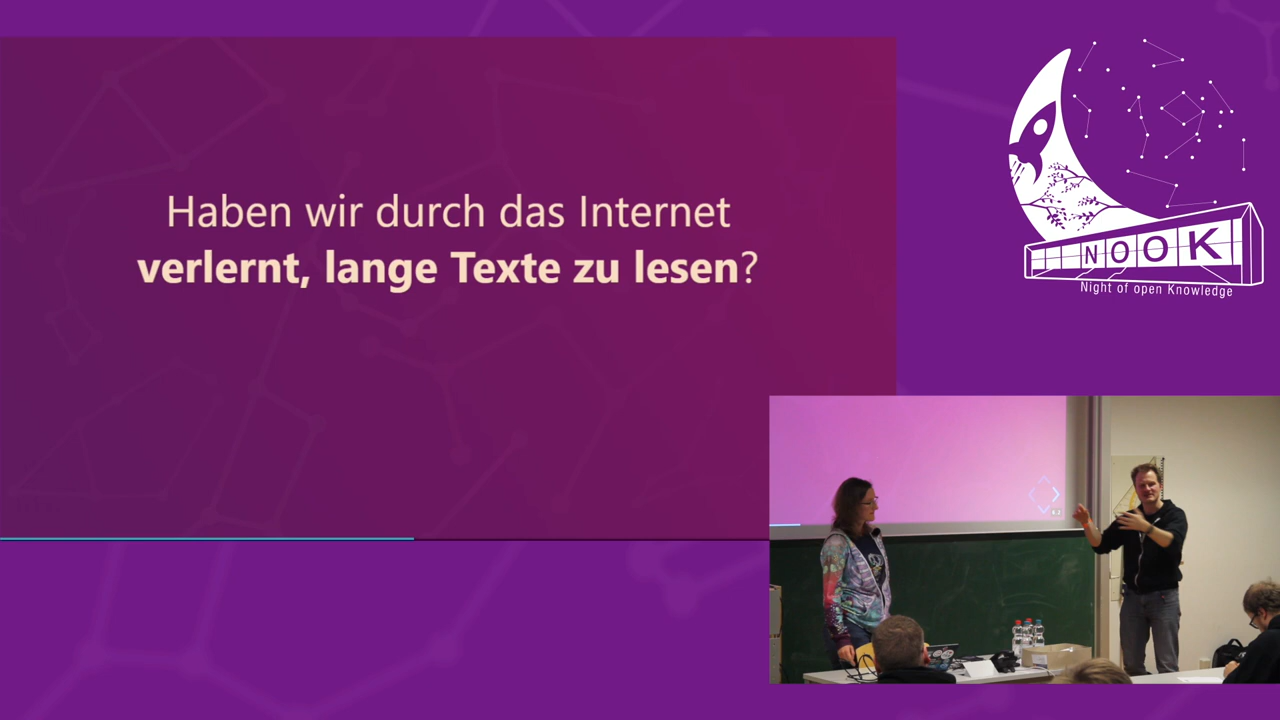 Haben wir durch das Internet
verlernt, lange Texte zu lesen?
NOOK
Night of open Knowledge